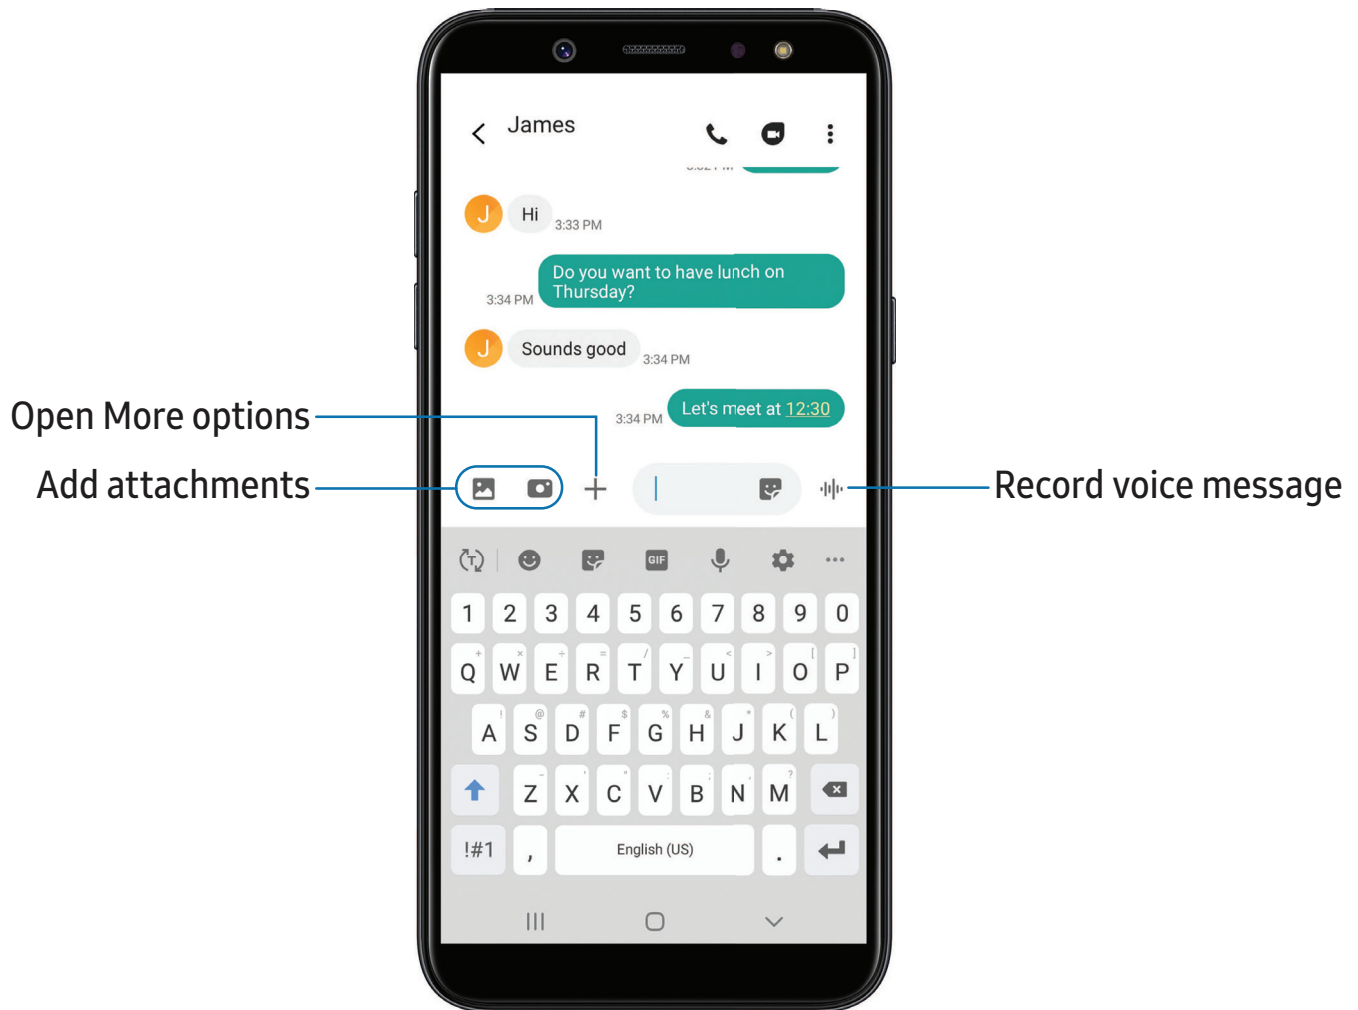 James
J
Hi
3:33 PM
Do you want to have lunch on
Thursday?
3:34 PM
J
Sounds good
3:34 PM
Let's meet at 12:30
3:34 PM
Open More options
Add attachments
Record voice message
T
GIF
1 2 3 4 5 6 7 8 9 0
+ × ÷ = / _ < > [ ]
Q W E R T Y U I O P
! @ # $ % & * ( )
A S D F G H J K L
Z X C V B N M ?
!#1 , English (US) .